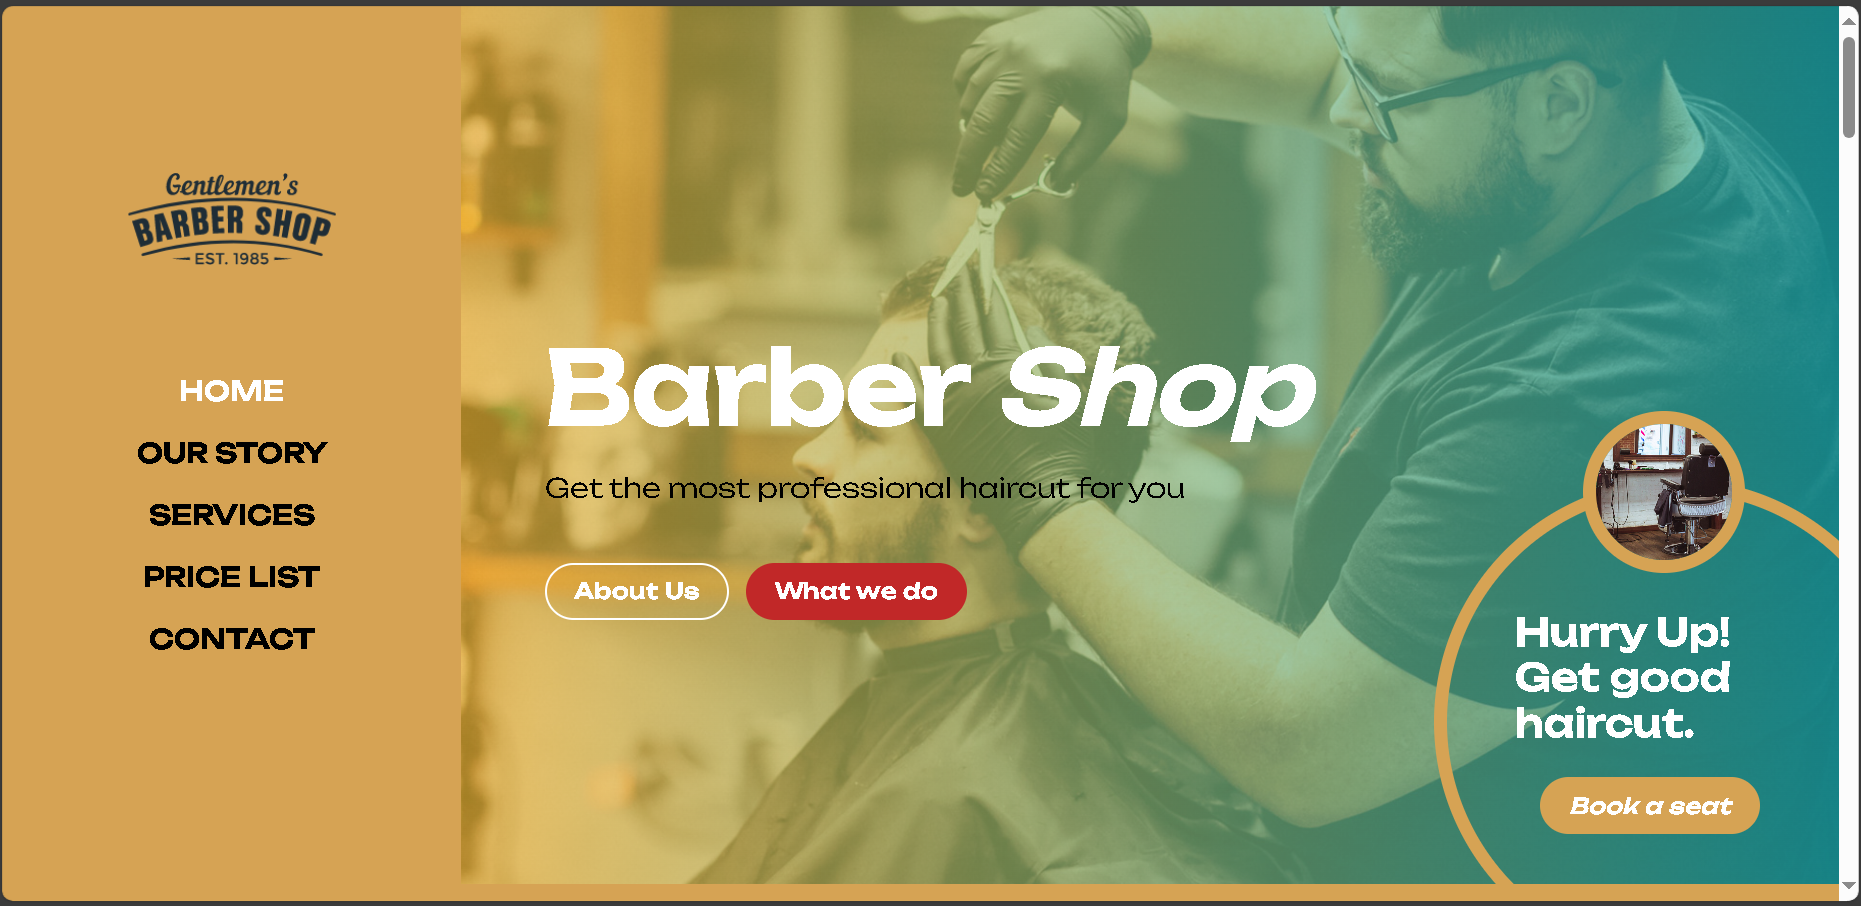 Gentlemen's
BARBER SHOP
EST. 1985
HOME
OUR STORY
SERVICES
PRICE LIST
CONTACT
Barber Shop
Get the most professional haircut for you
About Us
What we do
Hurry Up!
Get good
haircut.
Book a seat